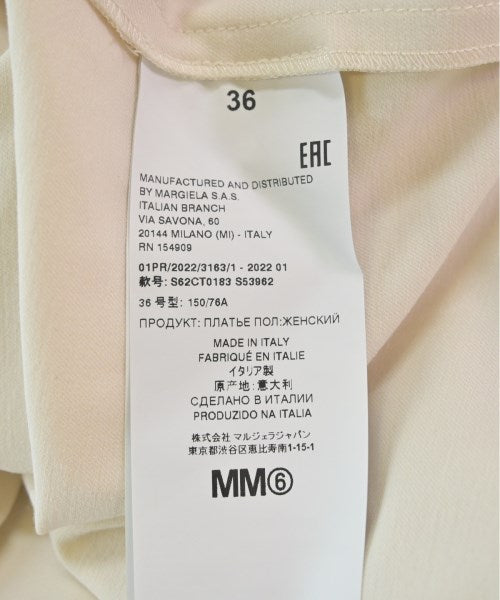 36
EAC
MANUFACTURED AND DISTRIBUTED
BY MARGIELA S.A.S.
ITALIAN BRANCH
VIA SAVONA, 60
20144 MILANO (MI) - ITALY
RN 154909
01PR/2022/3163/1 - 2022 01
款号: S62CT0183 S53962
36 号型: 150/76A
ПРОДУКТ: ПЛАТЬЕ ПОЛ:ЖЕНСКИЙ
MADE IN ITALY
FABRIQUÉ EN ITALIE
イタリア製
原产地:意大利
СДЕЛАНО В ИТАЛИИ
PRODUZIDO NA ITALIA
株式会社 マルジェラジャパン
東京都渋谷区恵比寿南1-15-1
MM⑥